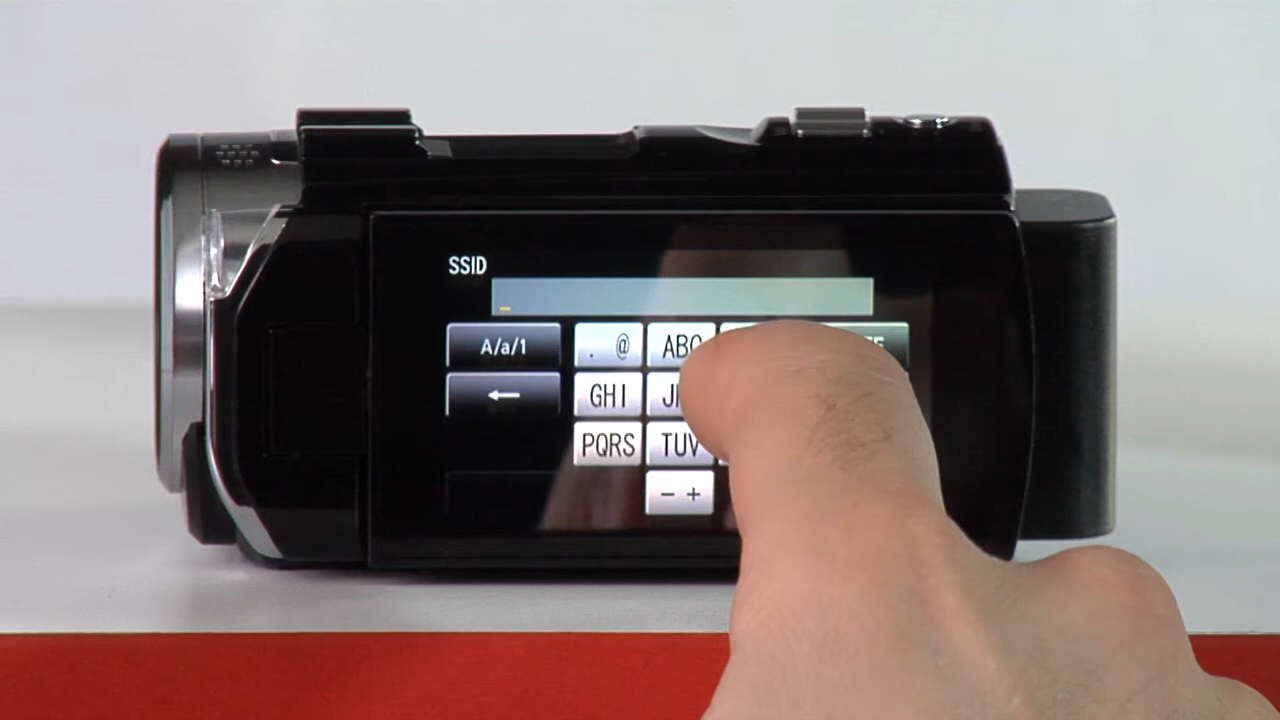 SSID
A/a/1 . @ ABC
← GHI
PQRS TUV
- +